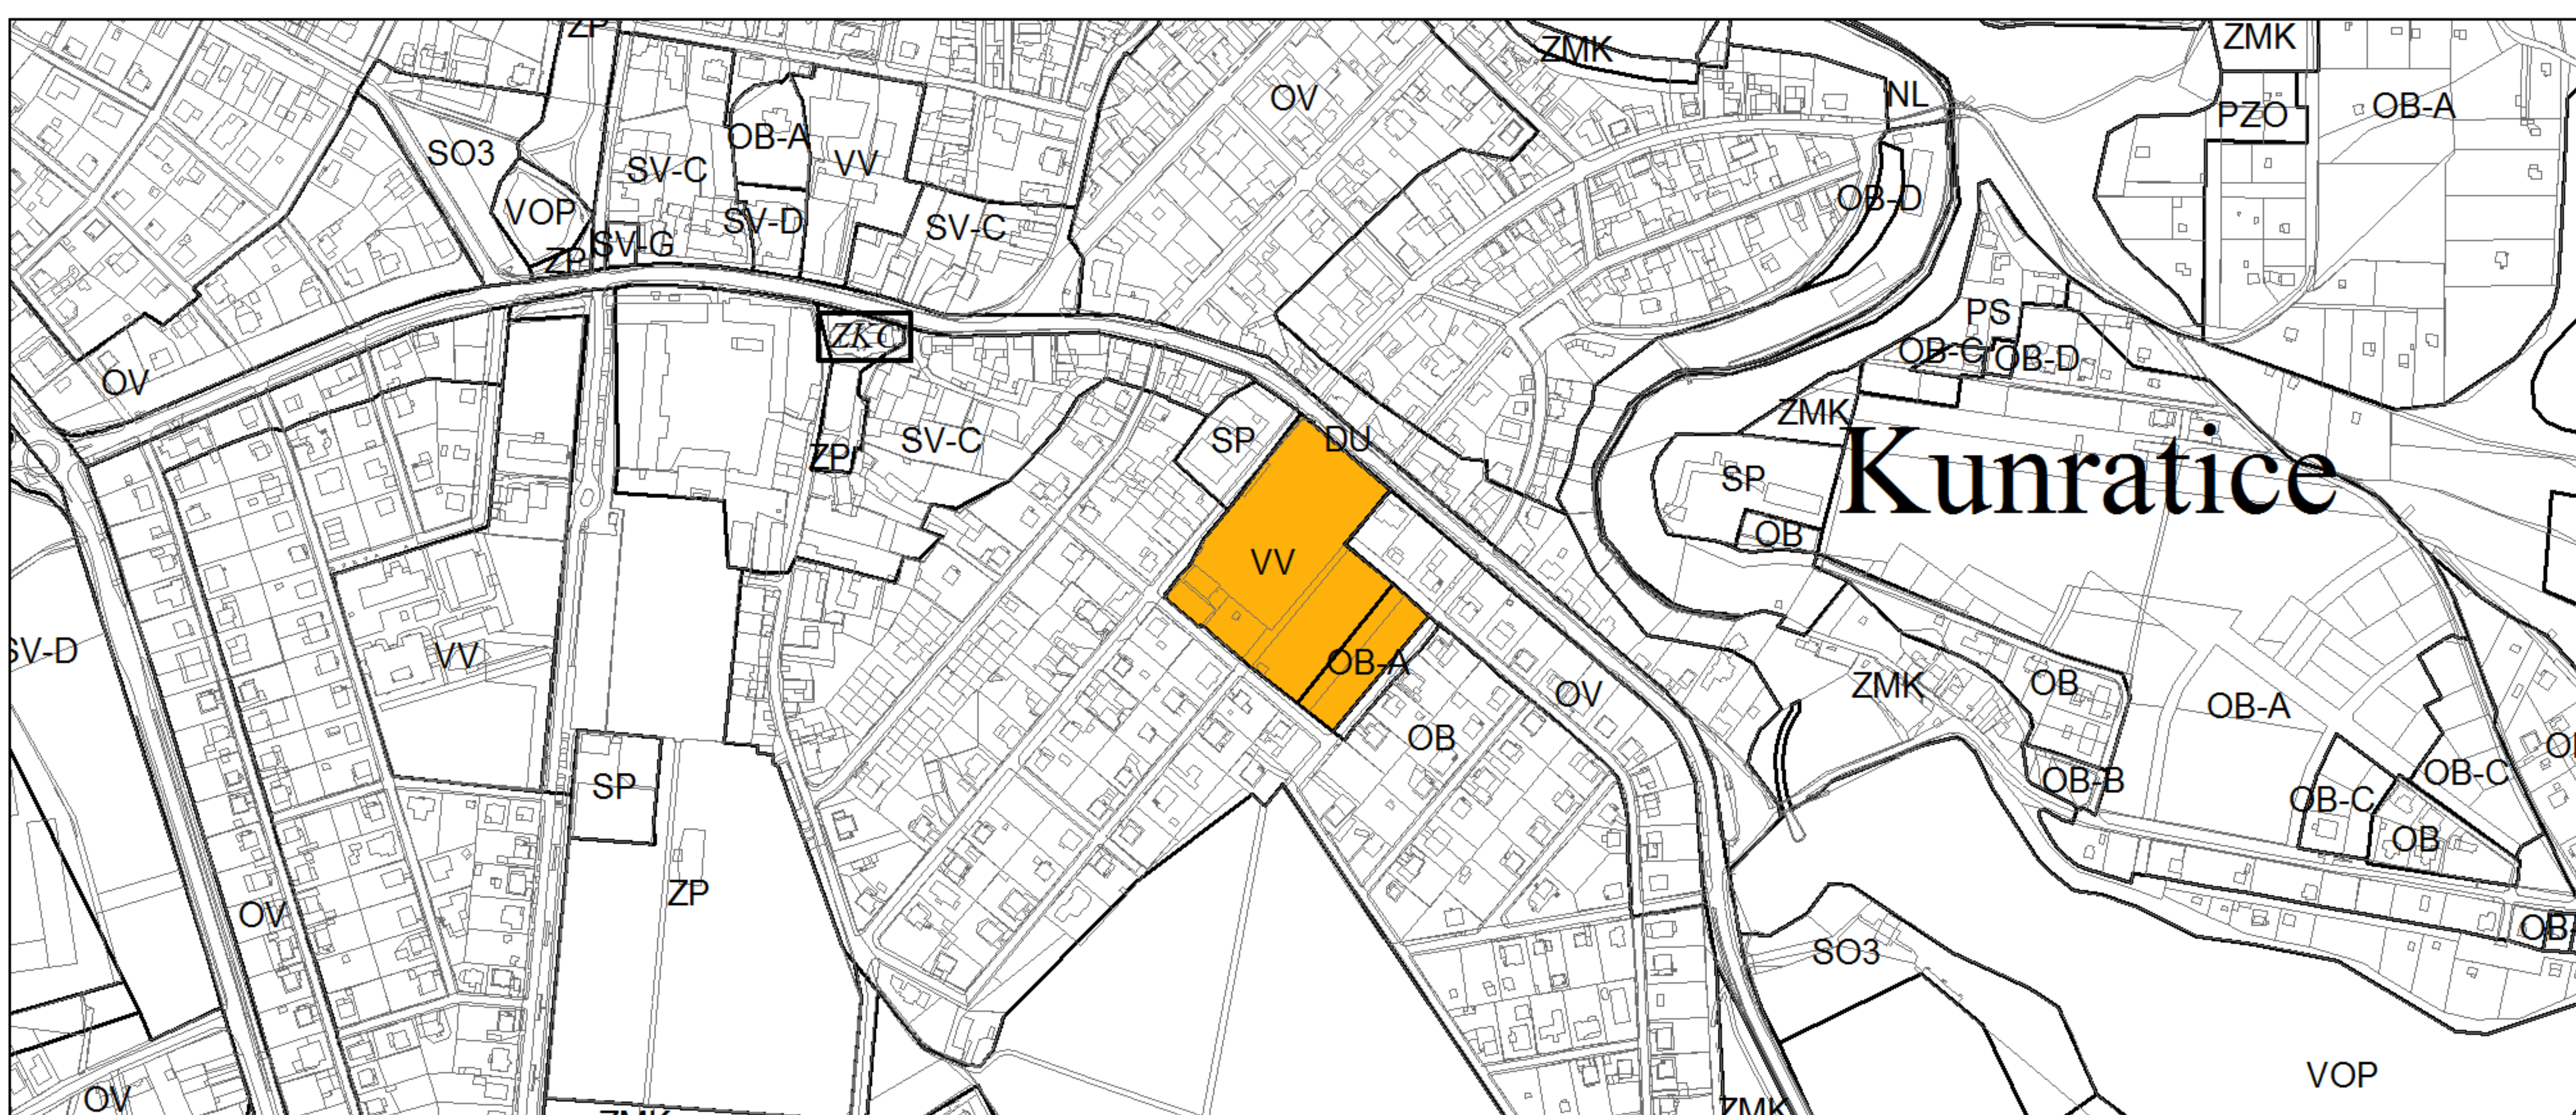 ZP
ZMK
ZMK
OV
NL
PZO
OB-A
OB-A
SO3
SV-C
VV
VOP
SV-D
SV-C
OB-D
SV-G
ZP
PS
ZKC
OB-C
OB-D
OV
ZMK
SP
DU
SV-C
ZP
Kunratice
SP
OB
VV
SV-D
VV
OB-A
OV
ZMK
OB
OB-A
OB
SP
OB-B
OB-C
OB-C
OB
ZP
OV
SO3
VOP
OV
ZMK
ZMK